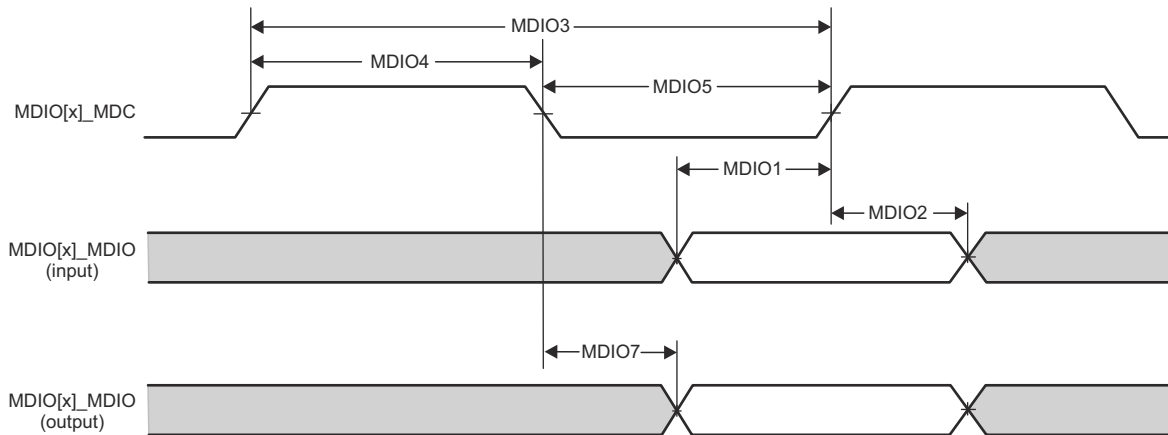 MDIO3
MDIO4
MDIO5
MDIO[x]_MDC
MDIO1
MDIO2
MDIO[x]_MDIO
(input)
MDIO7
MDIO[x]_MDIO
(output)